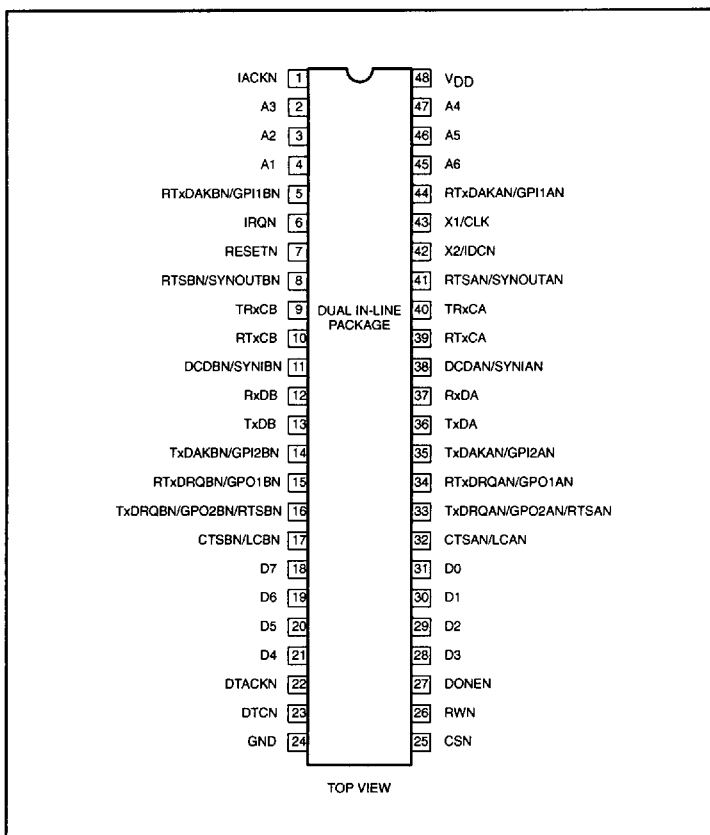 IACKN 1 48 VDD
A3 2 47 A4
A2 3 46 A5
A1 4 45 A6
RTxDAKBN/GPI1BN 5 44 RTxDAKAN/GPI1AN
IRQN 6 43 X1/CLK
RESETN 7 42 X2/IDCN
RTSBN/SYNOUTBN 8 41 RTSAN/SYNOUTAN
TRxCB 9 DUAL IN-LINE 40 TRxCA
PACKAGE
RTxCB 10 39 RTxCA
DCDBN/SYNIBN 11 38 DCDAN/SYNIAN
RxDB 12 37 RxDA
TxDB 13 36 TxDA
TxDAKBN/GPI2BN 14 35 TxDAKAN/GPI2AN
RTxDRQBN/GPO1BN 15 34 RTxDRQAN/GPO1AN
TxDRQBN/GPO2BN/RTSBN 16 33 TxDRQAN/GPO2AN/RTSAN
CTSBN/LCBN 17 32 CTSAN/LCAN
D7 18 31 D0
D6 19 30 D1
D5 20 29 D2
D4 21 28 D3
DTACKN 22 27 DONEN
DTCN 23 26 RWN
GND 24 25 CSN
TOP VIEW